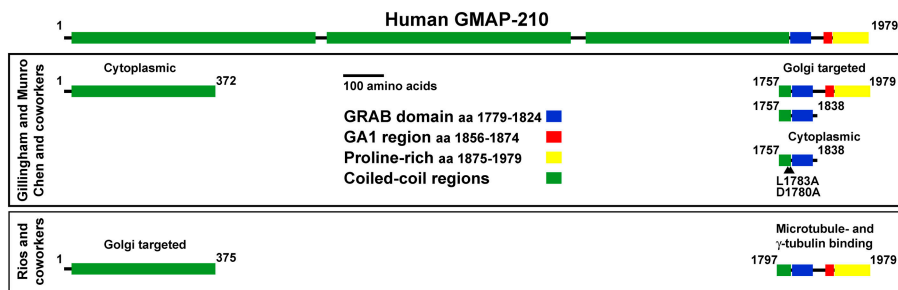 Human GMAP-210
1
1979
Gillingham and Munro
Chen and coworkers
1
Cytoplasmic
372
100 amino acids
GRAB domain aa 1779-1824
GA1 region aa 1856-1874
Proline-rich aa 1875-1979
Coiled-coil regions
Golgi targeted
1757
1979
1757
1838
Cytoplasmic
1757
1838
L1783A
D1780A
Rios and
coworkers
1
Golgi targeted
375
Microtubule- and
γ-tubulin binding
1797
1979